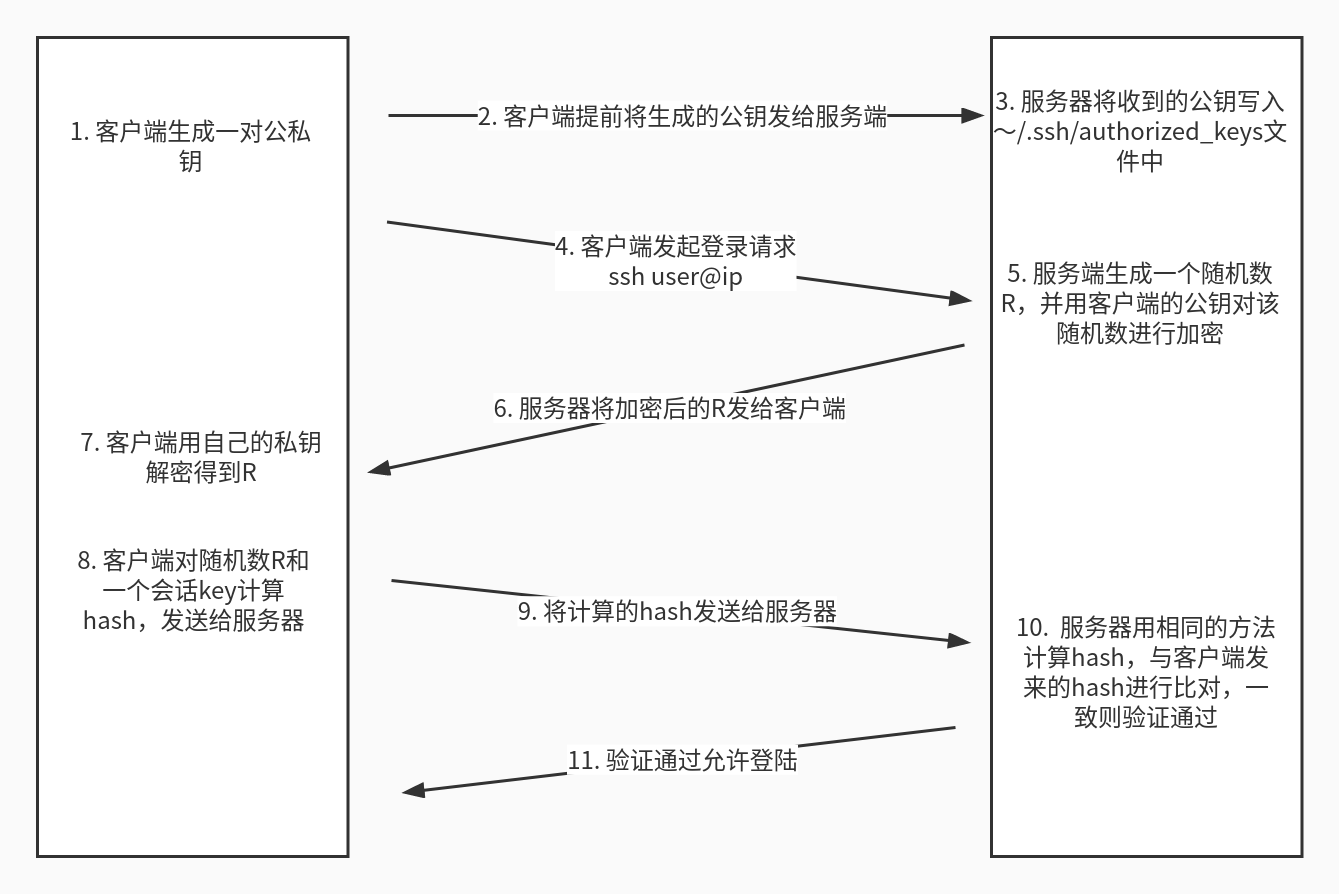 1. 客户端生成一对公私
钥
2. 客户端提前将生成的公钥发给服务端
3. 服务器将收到的公钥写入
～/.ssh/authorized_keys文
件中
4. 客户端发起登录请求
ssh user@ip
5. 服务端生成一个随机数
R，并用客户端的公钥对该
随机数进行加密
6. 服务器将加密后的R发给客户端
7. 客户端用自己的私钥
解密得到R
8. 客户端对随机数R和
一个会话key计算
hash，发送给服务器
9. 将计算的hash发送给服务器
10. 服务器用相同的方法
计算hash，与客户端发
来的hash进行比对，一
致则验证通过
11. 验证通过允许登陆